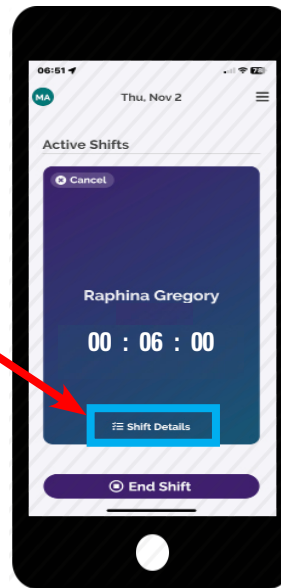 06:51
MA
Thu, Nov 2
Active Shifts
Cancel
Raphina Gregory
00 : 06 : 00
Shift Details
End Shift